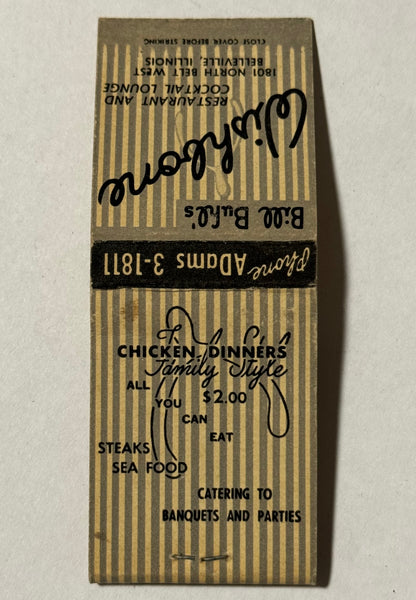 Bill Buhl's
Wishbone
RESTAURANT AND
COCKTAIL LOUNGE
1801 NORTH BELT WEST
BELLEVILLE, ILLINOIS
CLOSE COVER BEFORE STRIKING
Phone ADams 3-1811
CHICKEN DINNERS
Family Style
ALL $2.00
YOU
CAN
EAT
STEAKS
SEA FOOD
CATERING TO
BANQUETS AND PARTIES